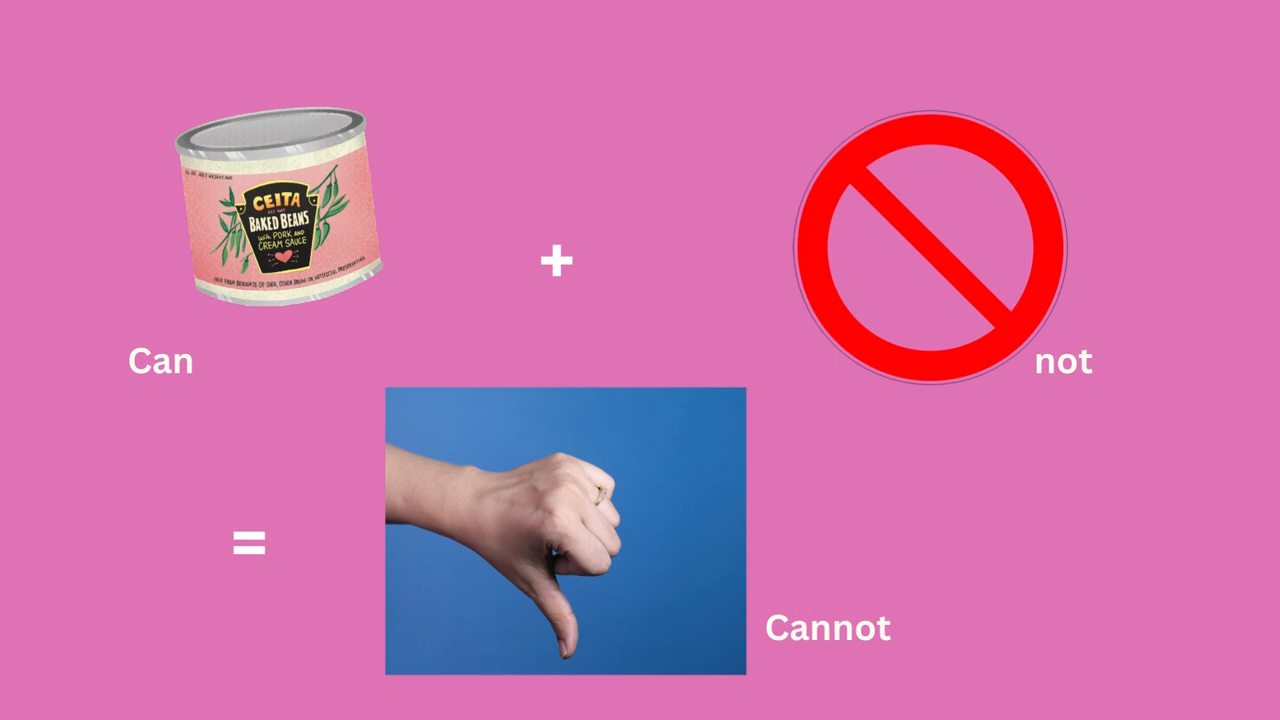 CEITA
BAKED BEANS
with PORK AND
CREAM SAUCE
+
Can
not
=
Cannot